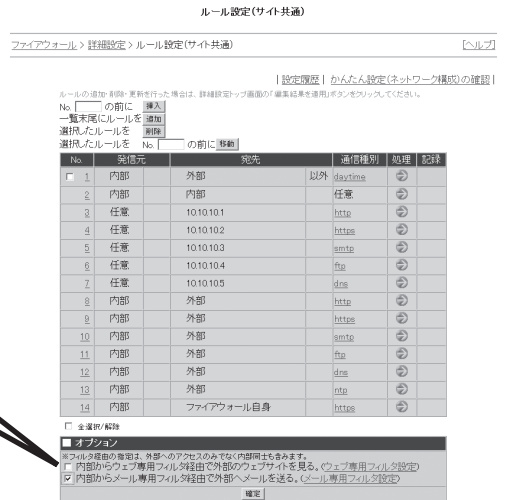 ルール設定(サイト共通)
ファイアウォール > 詳細設定 > ルール設定(サイト共通) [ヘルプ]
| 設定履歴 | かんたん設定(ネットワーク構成)の確認 |
ルールの追加・削除・更新を行った場合は、詳細設定トップ画面の「編集結果を適用」ボタンをクリックしてください。
No. の前に 挿入
一覧末尾にルールを 追加
選択したルールを 削除
選択したルールを No. の前に 移動
No. 発信元 宛先 通信種別 処理 記録
1 内部 外部 以外 daytime
2 内部 内部 任意
3 任意 10.10.10.1 http
4 任意 10.10.10.2 https
5 任意 10.10.10.3 smtp
6 任意 10.10.10.4 ftp
7 任意 10.10.10.5 dns
8 内部 外部 http
9 内部 外部 https
10 内部 外部 smtp
11 内部 外部 ftp
12 内部 外部 dns
13 内部 外部 ntp
14 内部 ファイアウォール自身 https
全選択/解除
オプション
※フィルタ経由の指定は、外部へのアクセスのみでなく内部同士も含みます。
内部からウェブ専用フィルタ経由で外部のウェブサイトを見る。(ウェブ専用フィルタ設定)
内部からメール専用フィルタ経由で外部へメールを送る。(メール専用フィルタ設定)
確定